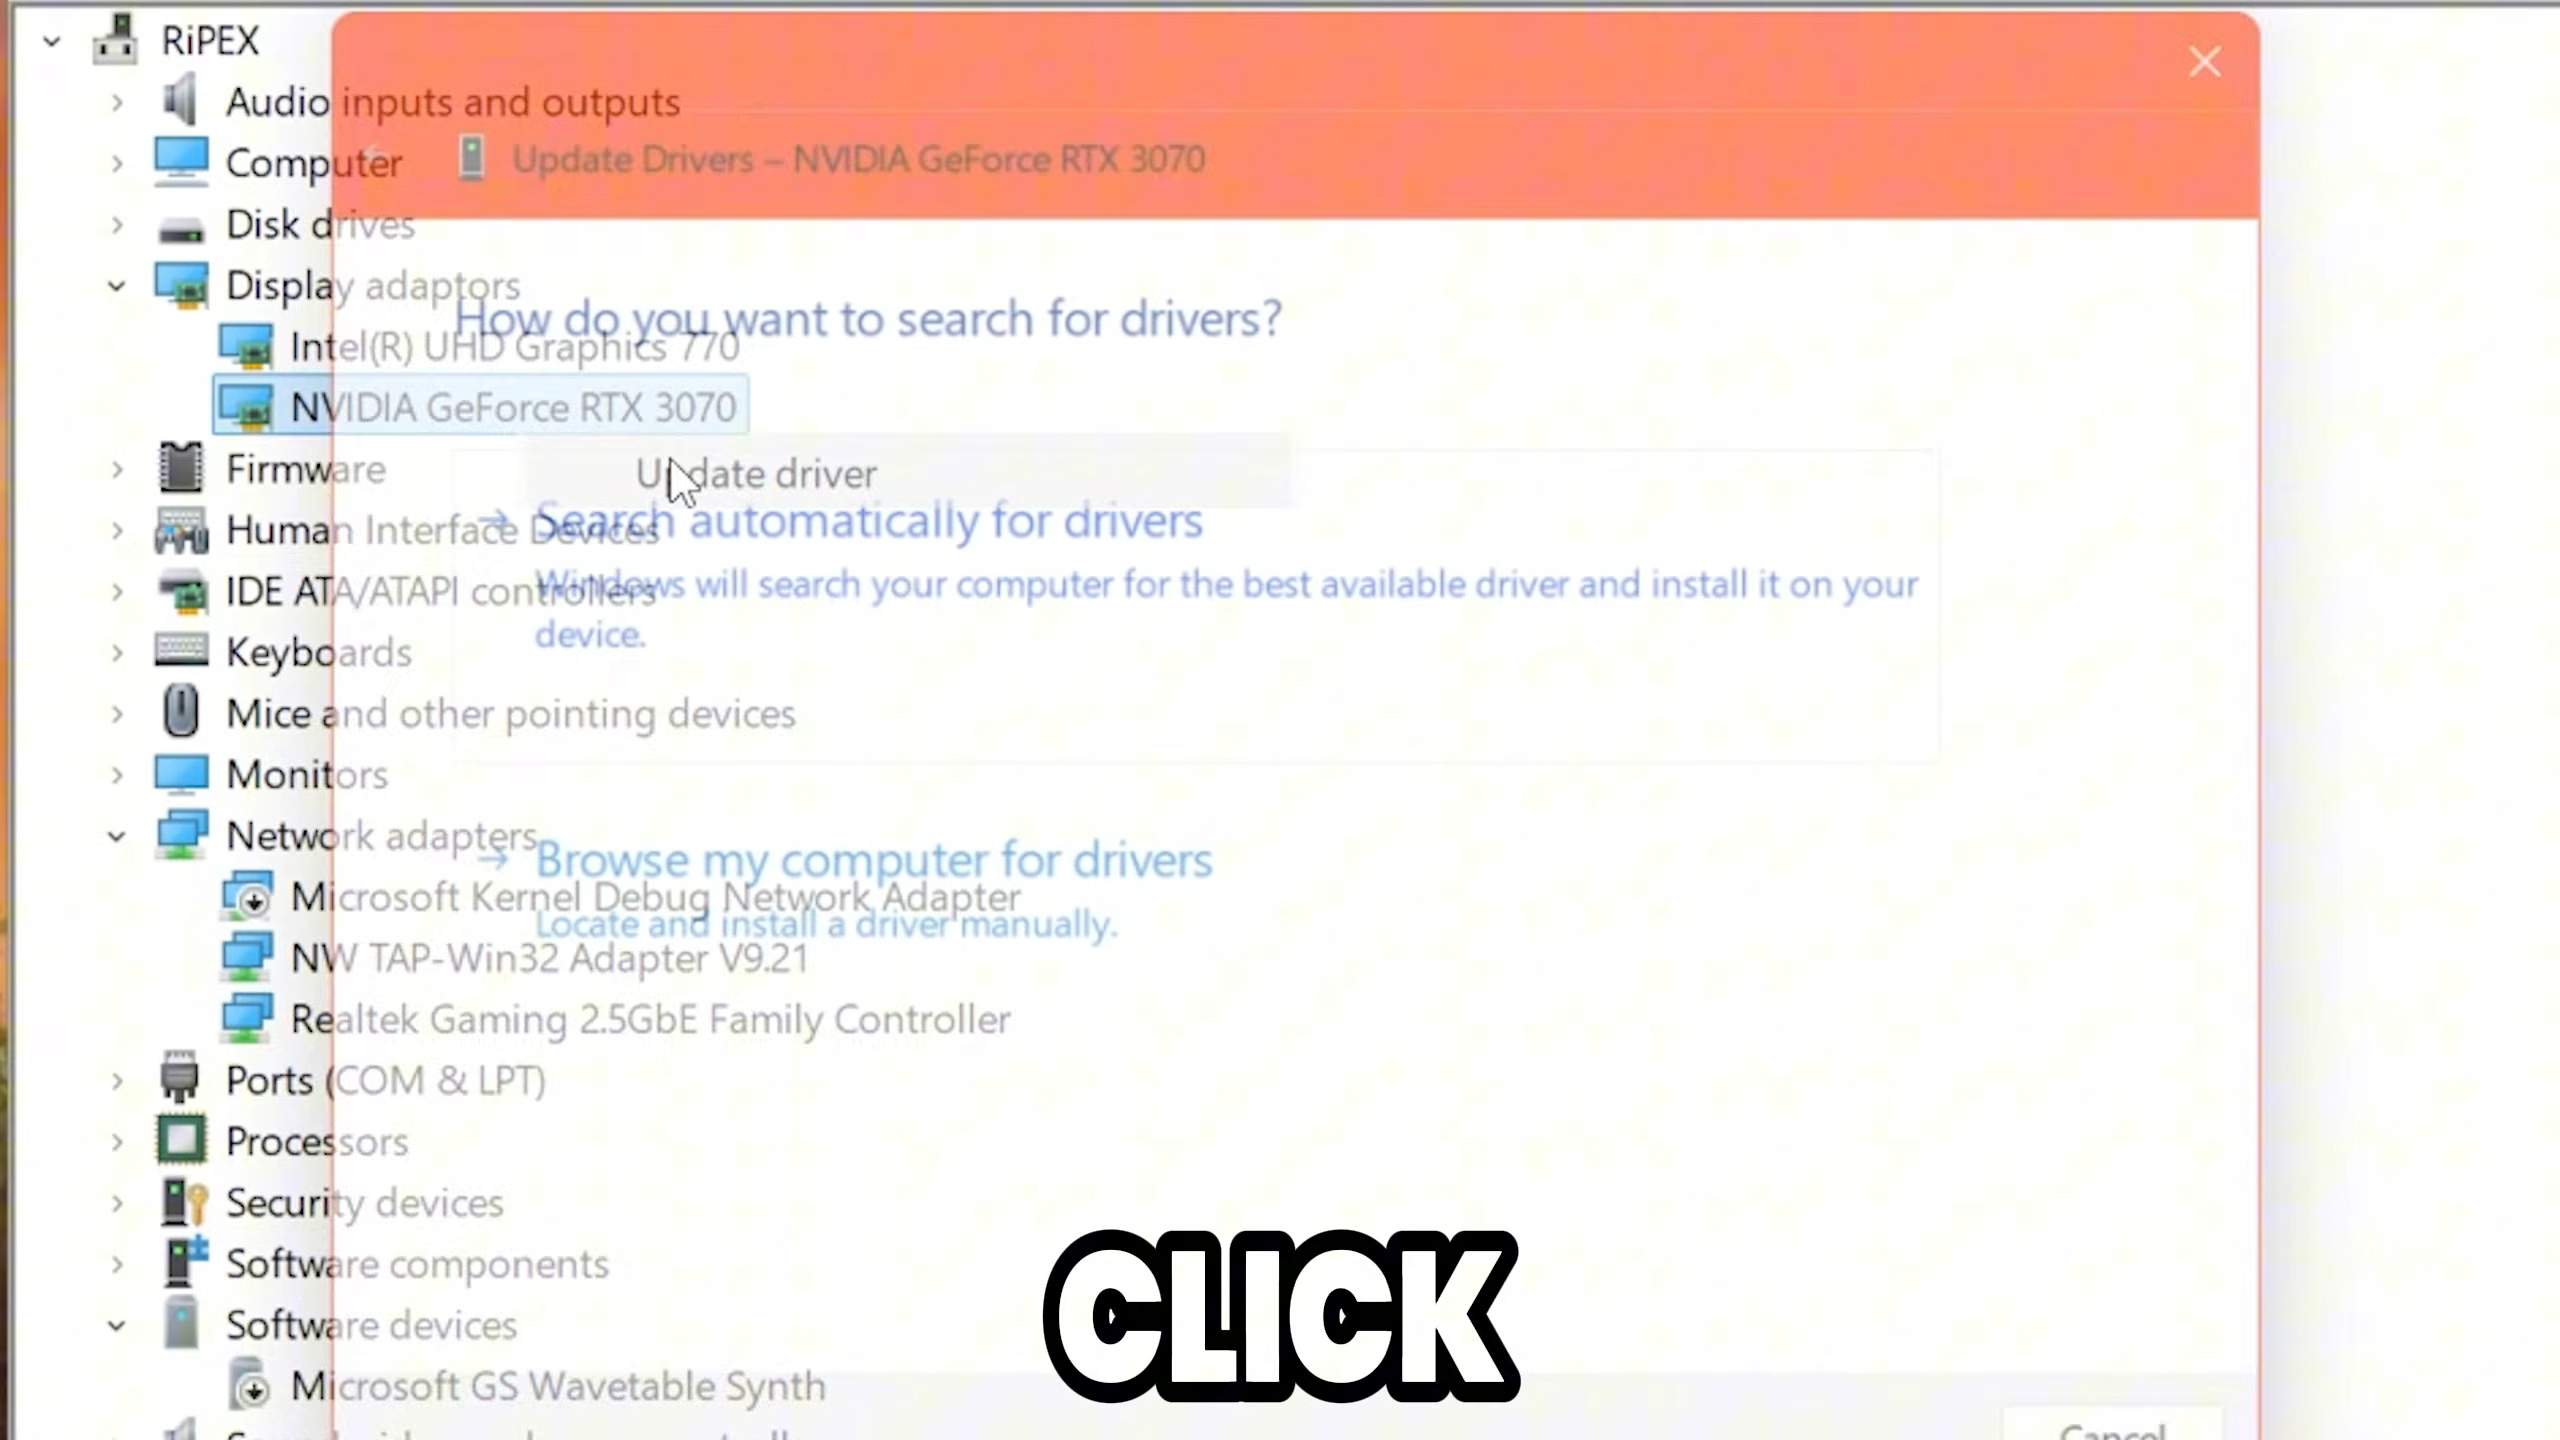 RiPEX
Audio inputs and outputs
Computer
Update Drivers – NVIDIA GeForce RTX 3070
Disk drives
Display adaptors
How do you want to search for drivers?
Intel(R) UHD Graphics 770
NVIDIA GeForce RTX 3070
Firmware
Update driver
Search automatically for drivers
Human Interface Devices
Windows will search your computer for the best available driver and install it on your
device.
IDE ATA/ATAPI controllers
Keyboards
Mice and other pointing devices
Monitors
Network adapters
Browse my computer for drivers
Microsoft Kernel Debug Network Adapter
Locate and install a driver manually.
NW TAP-Win32 Adapter V9.21
Realtek Gaming 2.5GbE Family Controller
Ports (COM & LPT)
Processors
Security devices
Software components
Software devices
CLICK
Microsoft GS Wavetable Synth
Cancel